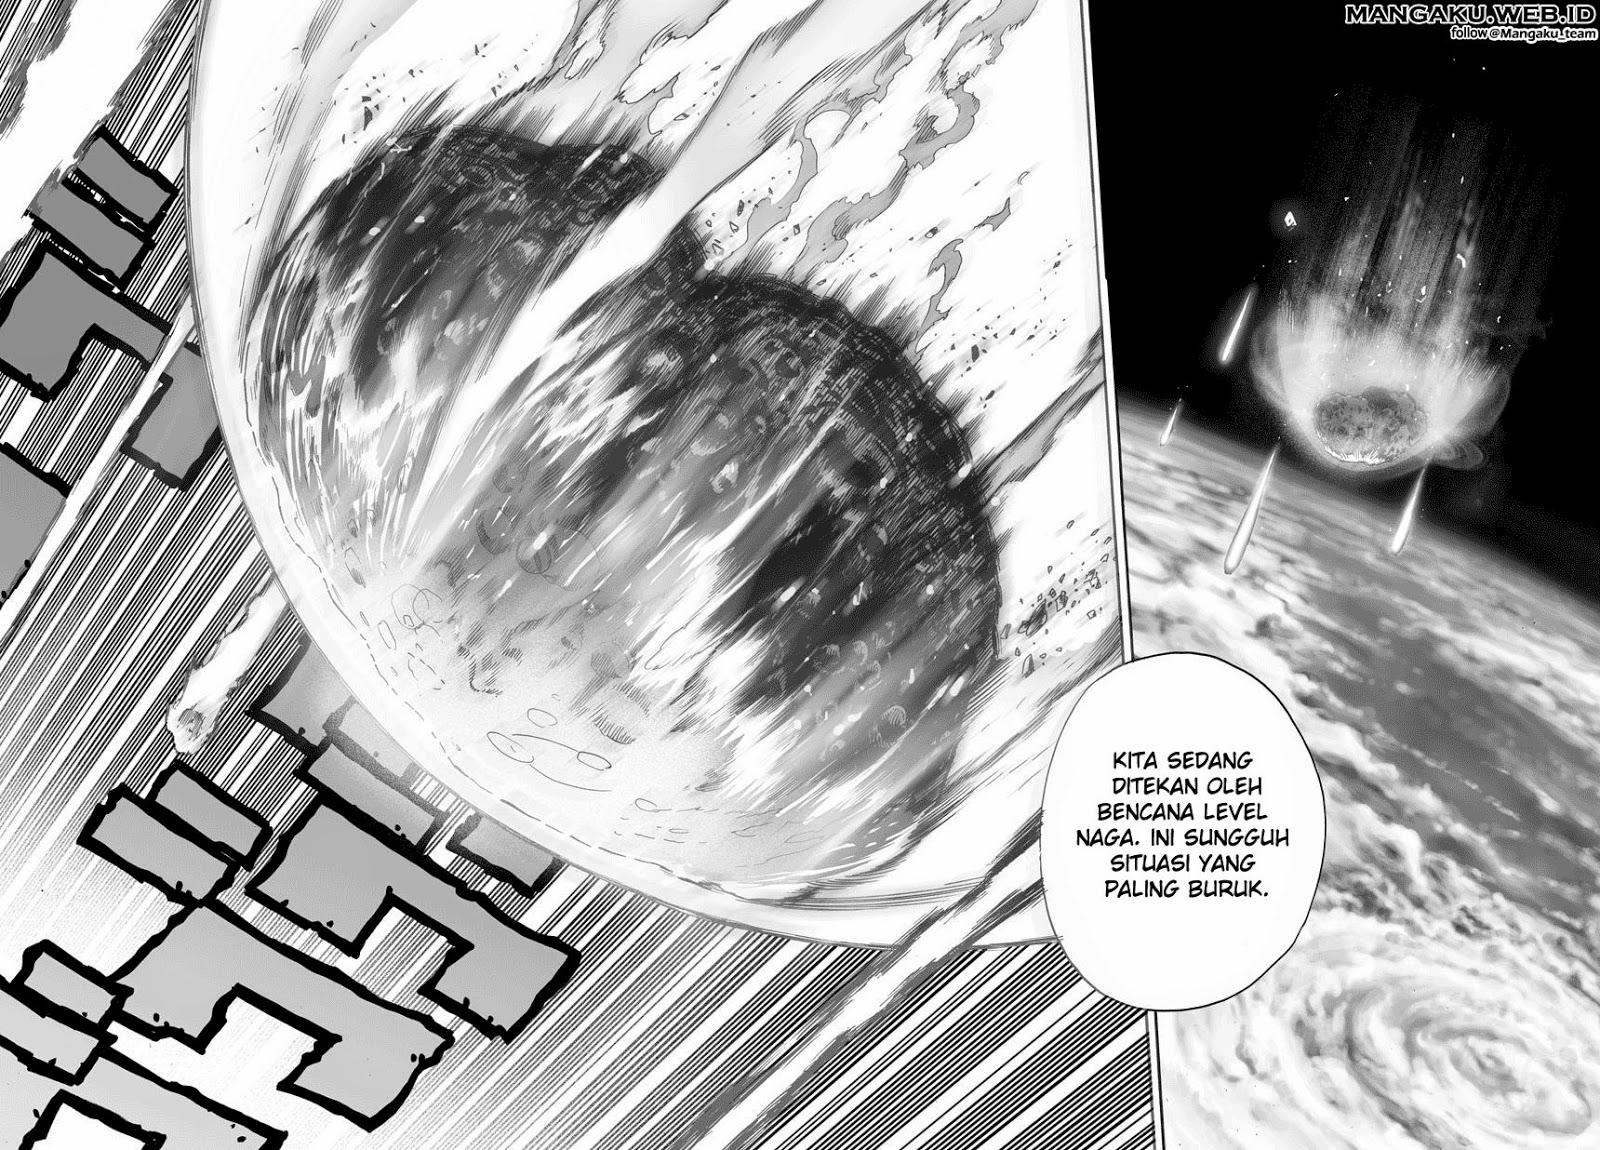 MANGAKU.WEB.ID
follow @Mangaku_team
KITA SEDANG
DITEKAN OLEH
BENCANA LEVEL
NAGA. INI SUNGGUH
SITUASI YANG
PALING BURUK.